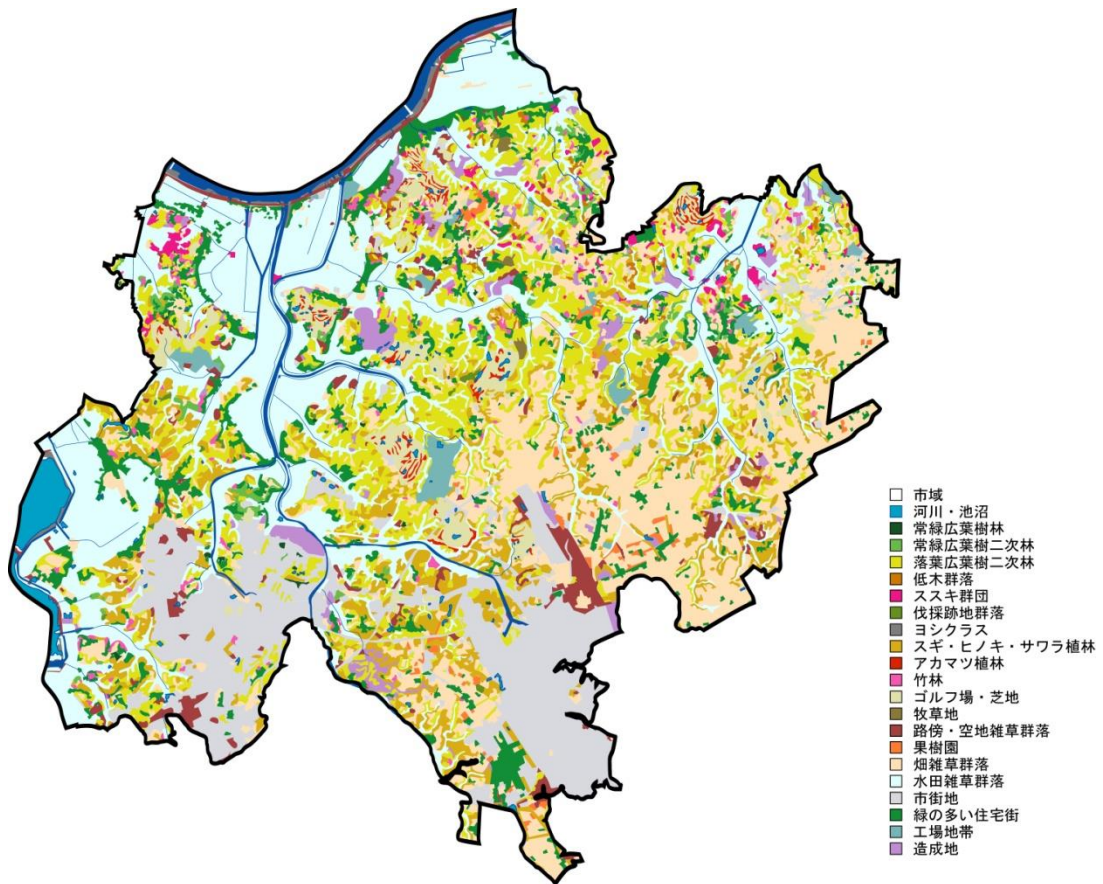 市域
河川・池沼
常緑広葉樹林
常緑広葉樹二次林
落葉広葉樹二次林
低木群落
ススキ群団
伐採跡地群落
ヨシクラス
スギ・ヒノキ・サワラ植林
アカマツ植林
竹林
ゴルフ場・芝地
牧草地
路傍・空地雑草群落
果樹園
畑雑草群落
水田雑草群落
市街地
緑の多い住宅街
工場地帯
造成地